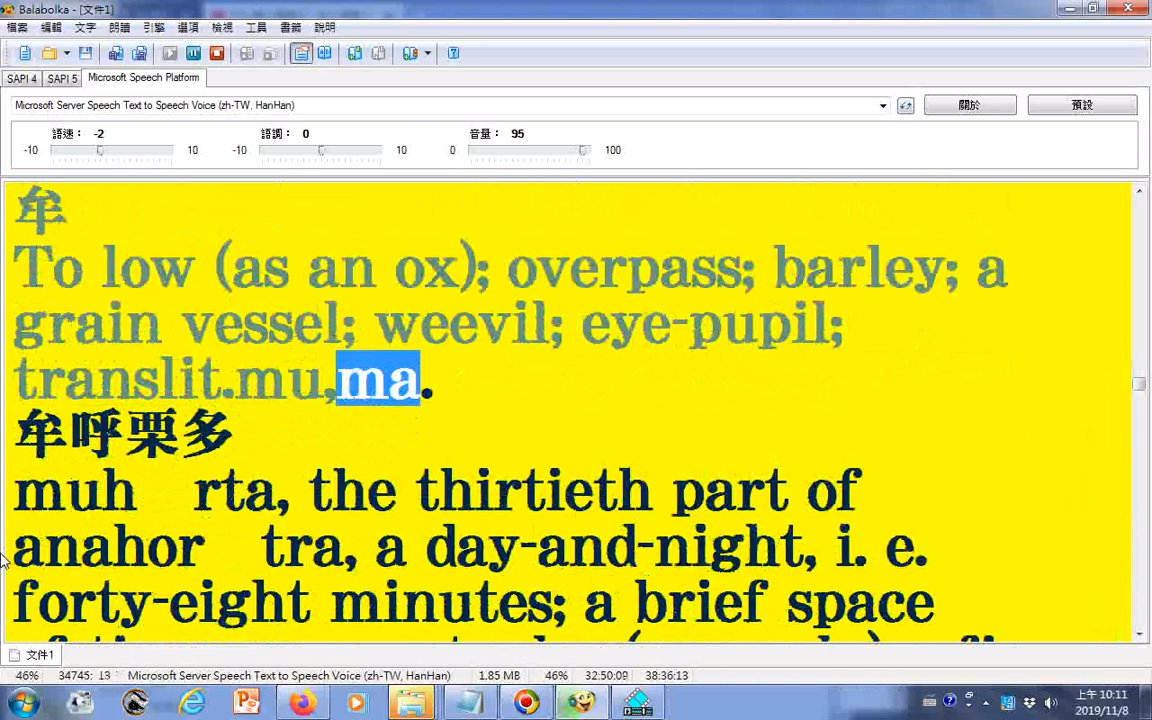 Balabolka - [文件1]
檔案 編輯 文字 朗讀 引擎 選項 檢視 工具 書籤 說明
SAPI 4 SAPI 5 Microsoft Speech Platform
Microsoft Server Speech Text to Speech Voice (zh-TW, HanHan) 關於 預設
語速： -2 語調： 0 音量： 95
-10 10 -10 10 0 100
牟
To low (as an ox); overpass; barley; a
grain vessel; weevil; eye-pupil;
translit.mu,ma.
牟呼栗多
muh rta, the thirtieth part of
anahor tra, a day-and-night, i. e.
forty-eight minutes; a brief space
文件1
46% 34745: 13 Microsoft Server Speech Text to Speech Voice (zh-TW, HanHan) 1.85 MB 46% 32:50:09 38:36:13
上午 10:11
2019/11/8